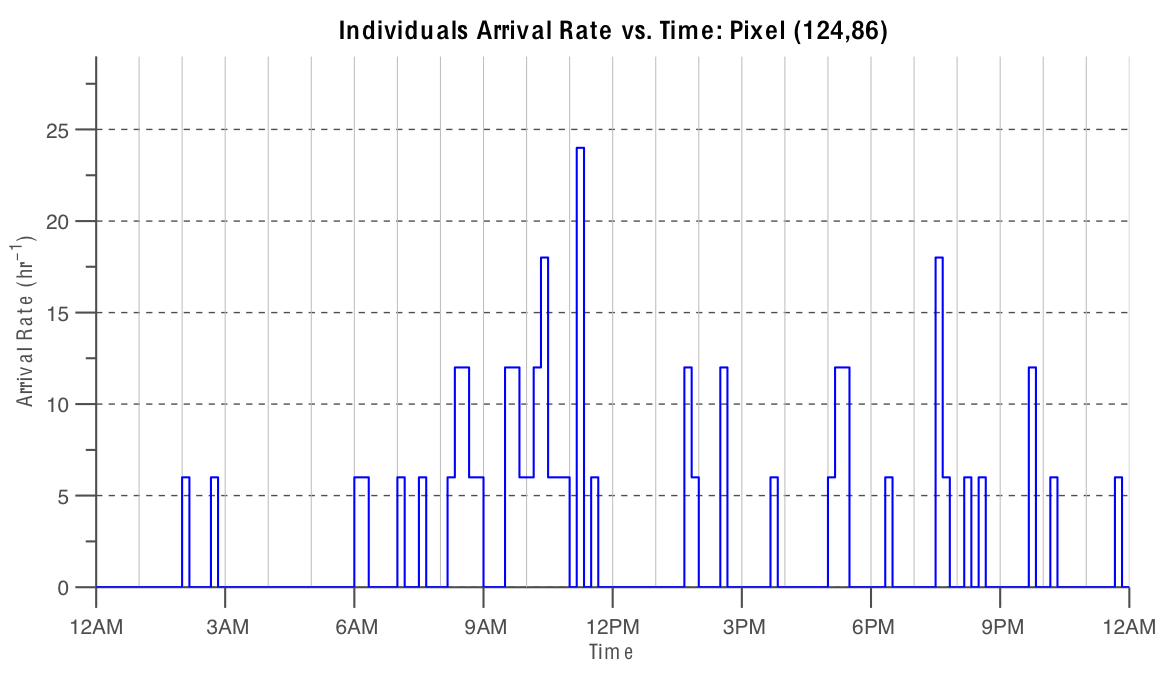 Individuals Arrival Rate vs. Time: Pixel (124,86)
25
20
15
10
5
0
Arrival Rate (hr⁻¹)
12AM 3AM 6AM 9AM 12PM 3PM 6PM 9PM 12AM
Time